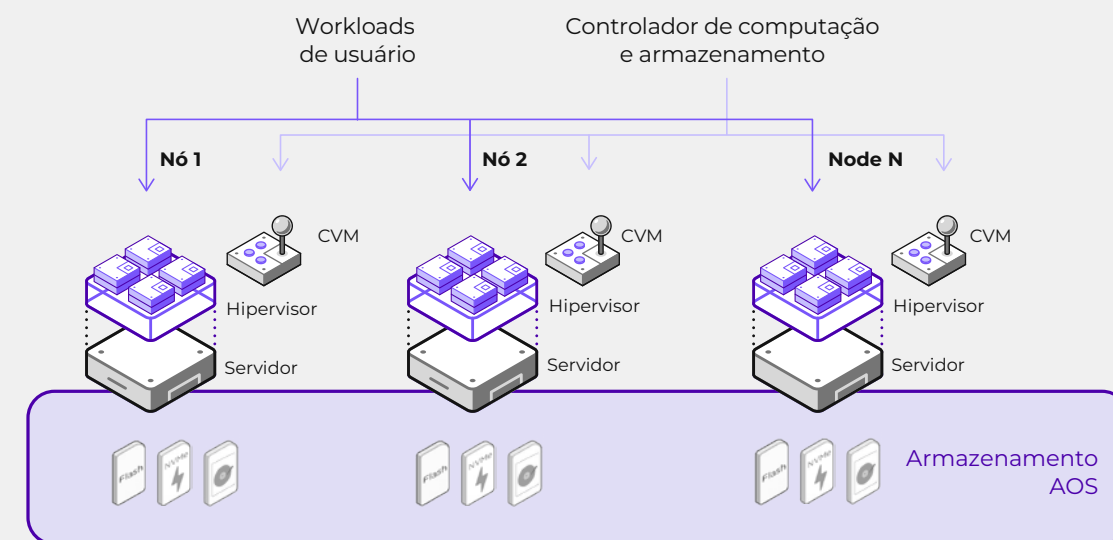 Workloads
de usuário
Controlador de computação
e armazenamento
Nó 1
Nó 2
Node N
CVM
CVM
CVM
Hipervisor
Hipervisor
Hipervisor
Servidor
Servidor
Servidor
Flash
NVMe
Flash
NVMe
Flash
NVMe
Armazenamento
AOS